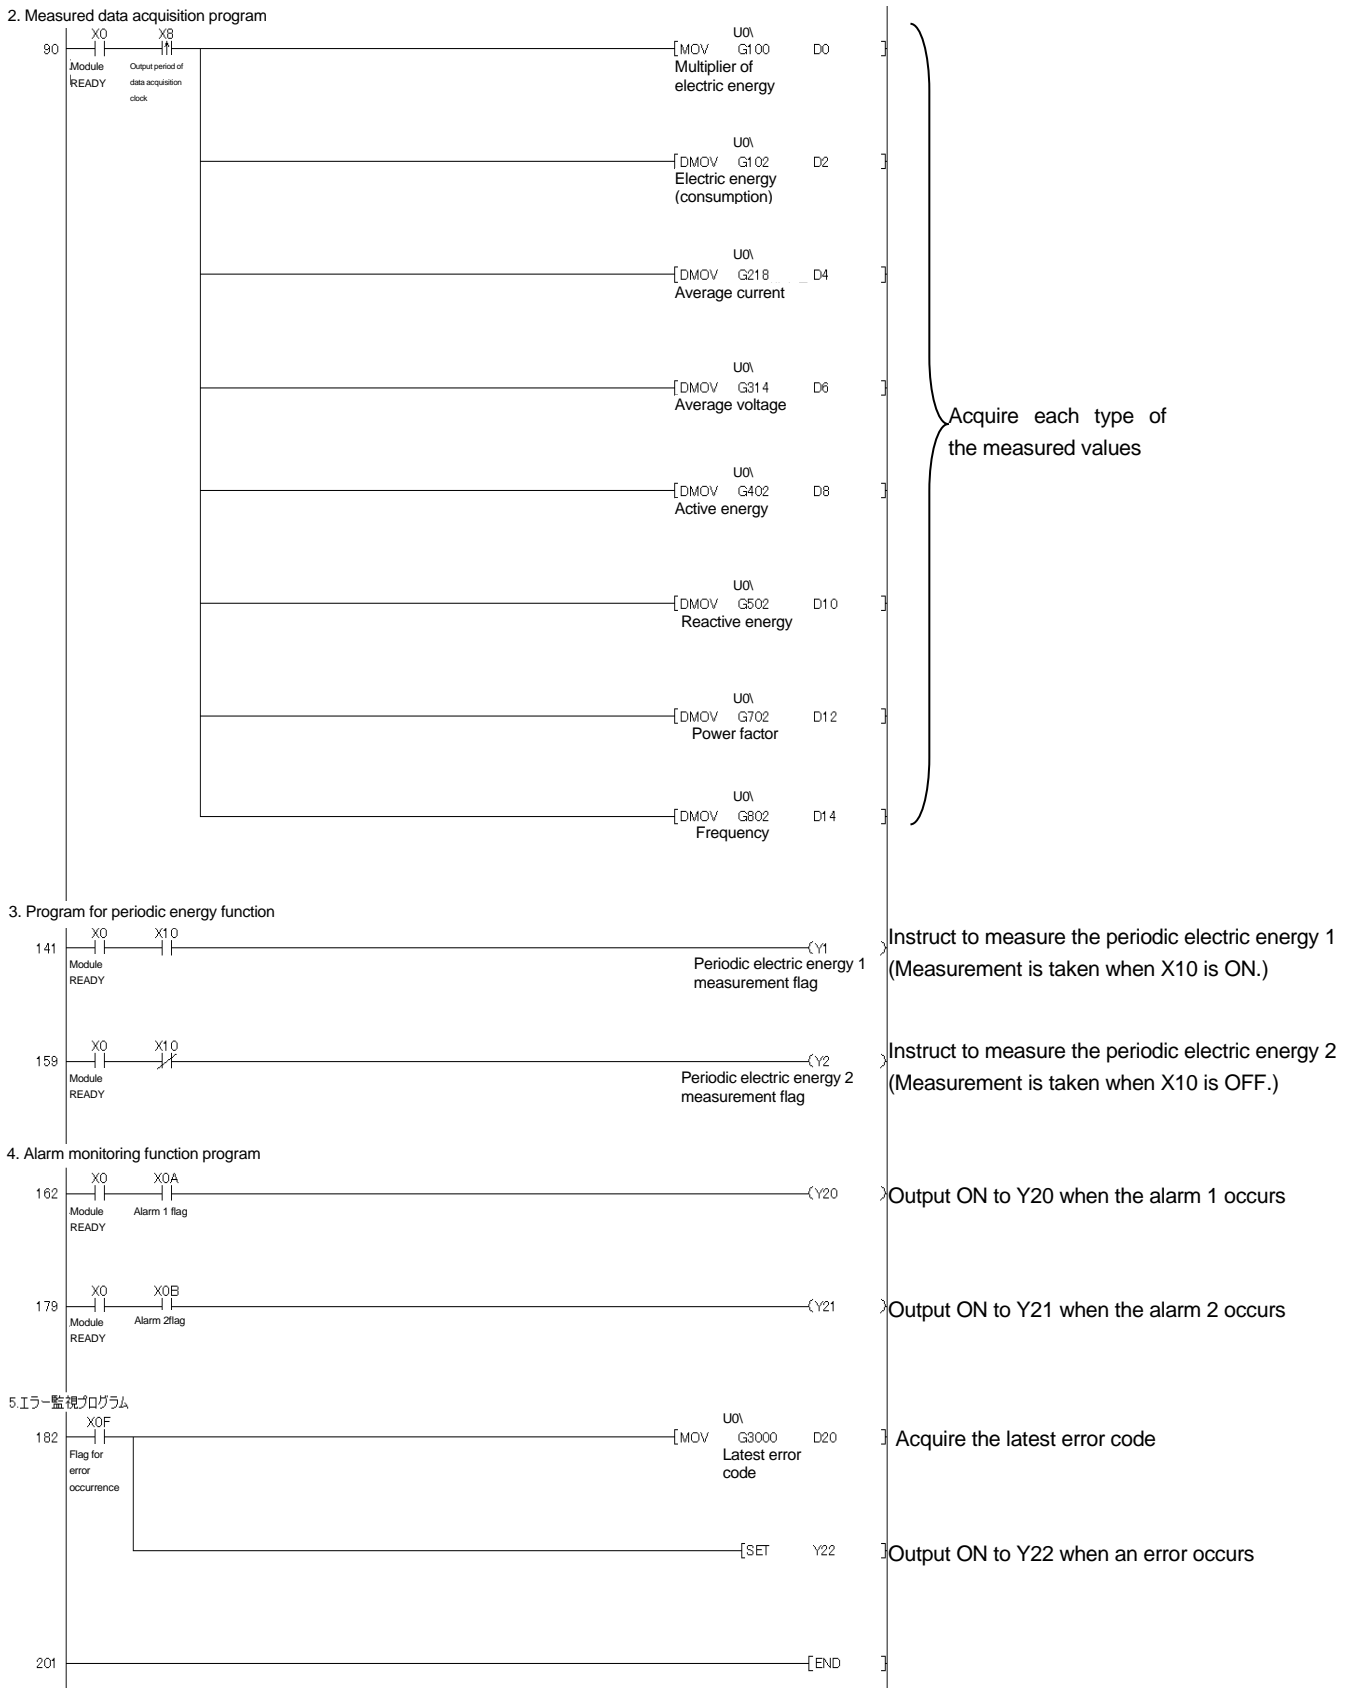 2. Measured data acquisition program
X0 X8 U0\
90 MOV G100 D0
Module Output period of Multiplier of
READY data acquisition electric energy
clock
U0\
DMOV G102 D2
Electric energy
(consumption)
U0\
DMOV G218 D4
Average current
U0\
DMOV G314 D6
Average voltage
Acquire each type of
the measured values
U0\
DMOV G402 D8
Active energy
U0\
DMOV G502 D10
Reactive energy
U0\
DMOV G702 D12
Power factor
U0\
DMOV G802 D14
Frequency
3. Program for periodic energy function
X0 X10
141 Y1 Instruct to measure the periodic electric energy 1
Module Periodic electric energy 1 (Measurement is taken when X10 is ON.)
READY measurement flag
X0 X10
159 Y2 Instruct to measure the periodic electric energy 2
Module Periodic electric energy 2 (Measurement is taken when X10 is OFF.)
READY measurement flag
4. Alarm monitoring function program
X0 X0A
162 Y20 Output ON to Y20 when the alarm 1 occurs
Module Alarm 1 flag
READY
X0 X0B
179 Y21 Output ON to Y21 when the alarm 2 occurs
Module Alarm 2flag
READY
5.エラー監視プログラム
X0F U0\
182 MOV G3000 D20 Acquire the latest error code
Flag for Latest error
error code
occurrence
SET Y22 Output ON to Y22 when an error occurs
201 END